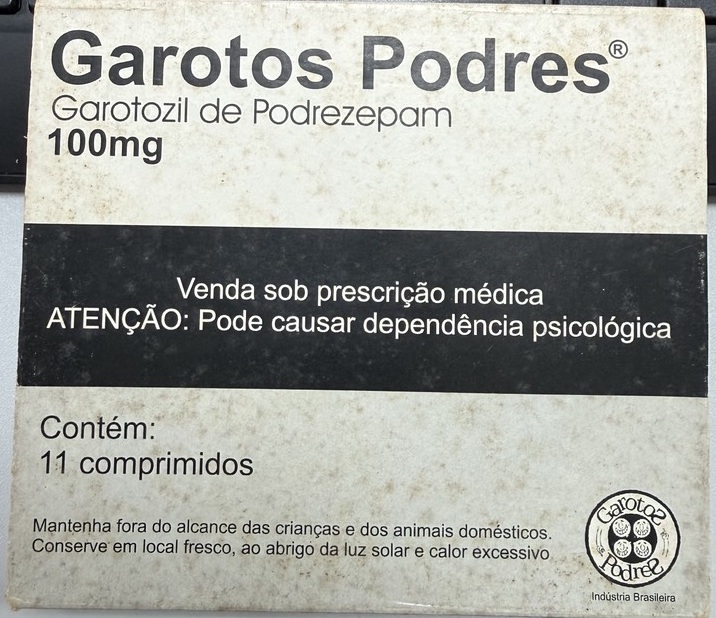 Garotos Podres®
Garotozil de Podrezepam
100mg
Venda sob prescrição médica
ATENÇÃO: Pode causar dependência psicológica
Contém:
11 comprimidos
Mantenha fora do alcance das crianças e dos animais domésticos.
Conserve em local fresco, ao abrigo da luz solar e calor excessivo
Garotos
Podres
Indústria Brasileira